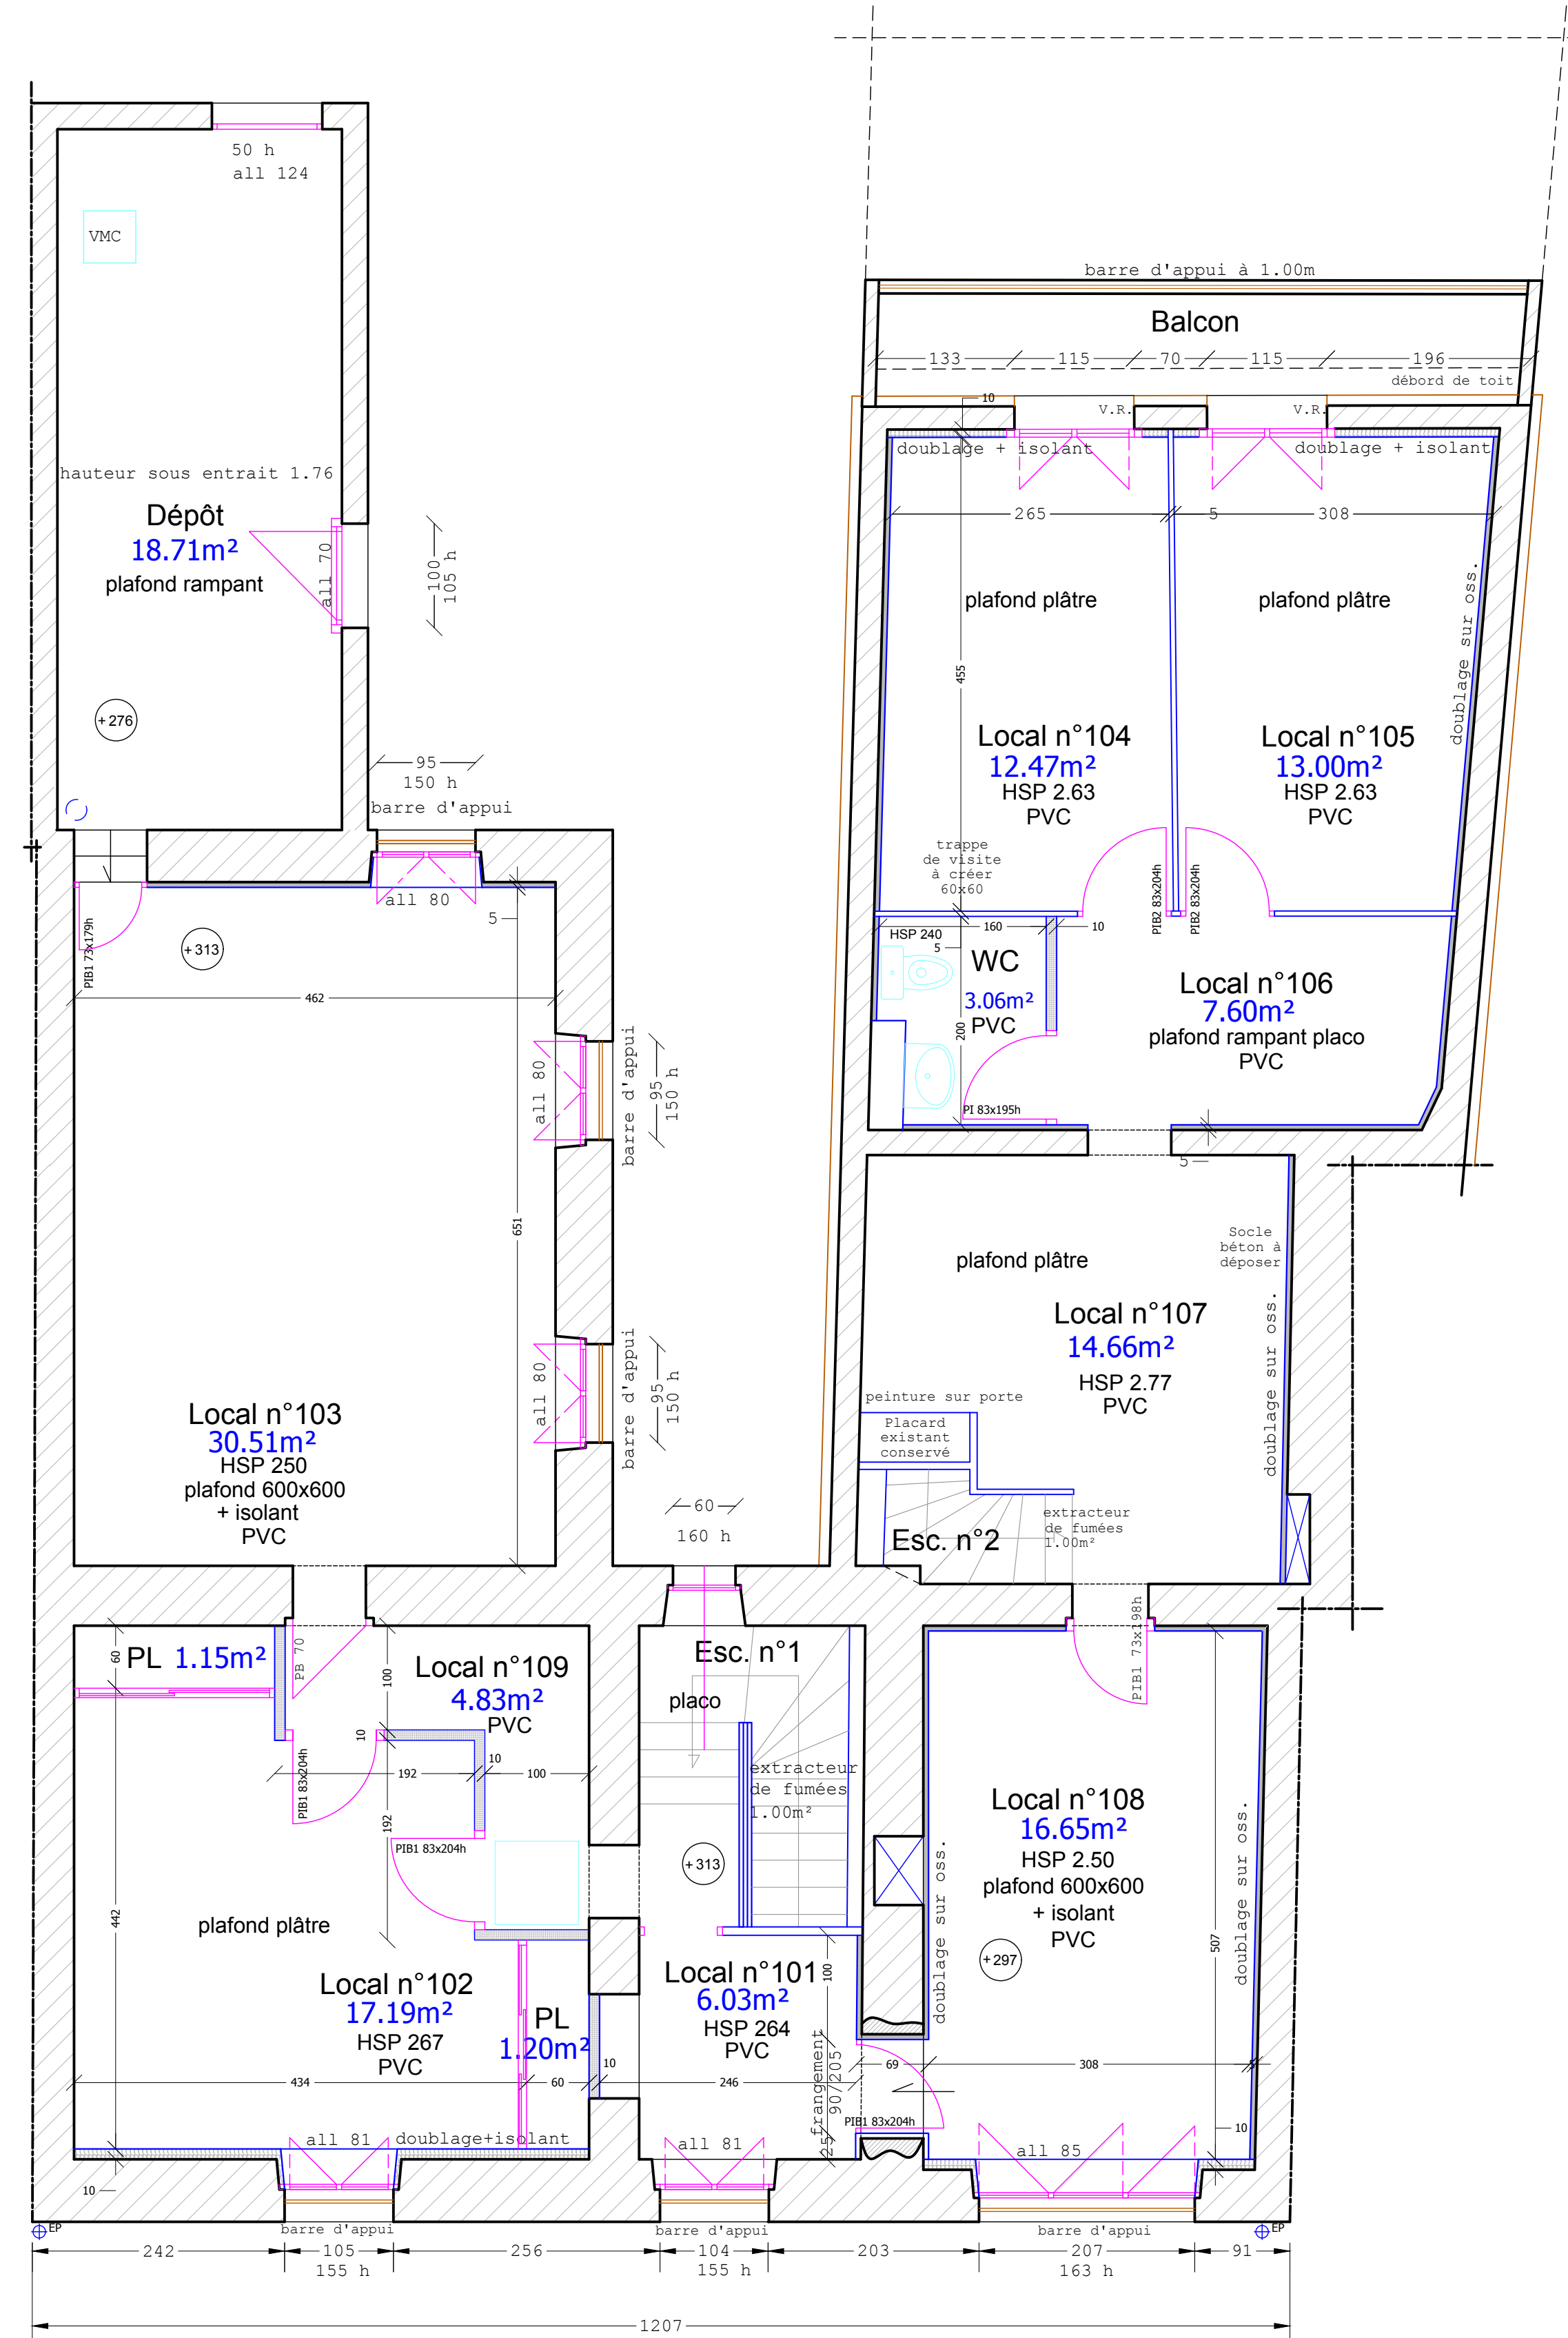 barre d'appui à 1.00m
Balcon
133
115
70
115
196
débord de toit
50 h
all 124
VMC
hauteur sous entrait 1.76
Dépôt
18.71m²
plafond rampant
all 70
100
105 h
+276
95
150 h
barre d'appui
all 80
10
V.R.
V.R.
doublage + isolant
doublage + isolant
265
5
308
plafond plâtre
plafond plâtre
doublage sur oss.
455
Local n°104
12.47m²
HSP 2.63
PVC
Local n°105
13.00m²
HSP 2.63
PVC
trappe
de visite
à créer
60x60
PIB2 83x204h
PIB2 83x204h
HSP 240
160
10
5
WC
3.06m²
PVC
200
PI 83x195h
Local n°106
7.60m²
plafond rampant placo
PVC
5
PIB1 73x179h
+313
5
462
651
all 80
barre d'appui
95
150 h
all 80
barre d'appui
95
150 h
Local n°103
30.51m²
HSP 250
plafond 600x600
+ isolant
PVC
plafond plâtre
Socle
béton à
déposer
Local n°107
14.66m²
HSP 2.77
PVC
doublage sur oss.
peinture sur porte
Placard
existant
conservé
Esc. n°2
extracteur
de fumées
1.00m²
60
160 h
PL 1.15m²
60
PB 70
100
Local n°109
4.83m²
PVC
10
192
10
100
PIB1 83x204h
192
PIB1 83x204h
442
plafond plâtre
Local n°102
17.19m²
HSP 267
PVC
PL
1.20m²
434
60
10
246
all 81
doublage+isolant
10
Esc. n°1
placo
extracteur
de fumées
1.00m²
+313
Local n°101
6.03m²
HSP 264
PVC
100
frangement
90/205
25
all 81
69
308
5
PIB1 83x204h
PIB1 73x198h
Local n°108
16.65m²
HSP 2.50
plafond 600x600
+ isolant
PVC
+297
doublage sur oss.
doublage sur oss.
507
10
all 85
EP
barre d'appui
barre d'appui
barre d'appui
EP
242
105
256
104
203
207
91
155 h
155 h
163 h
1207